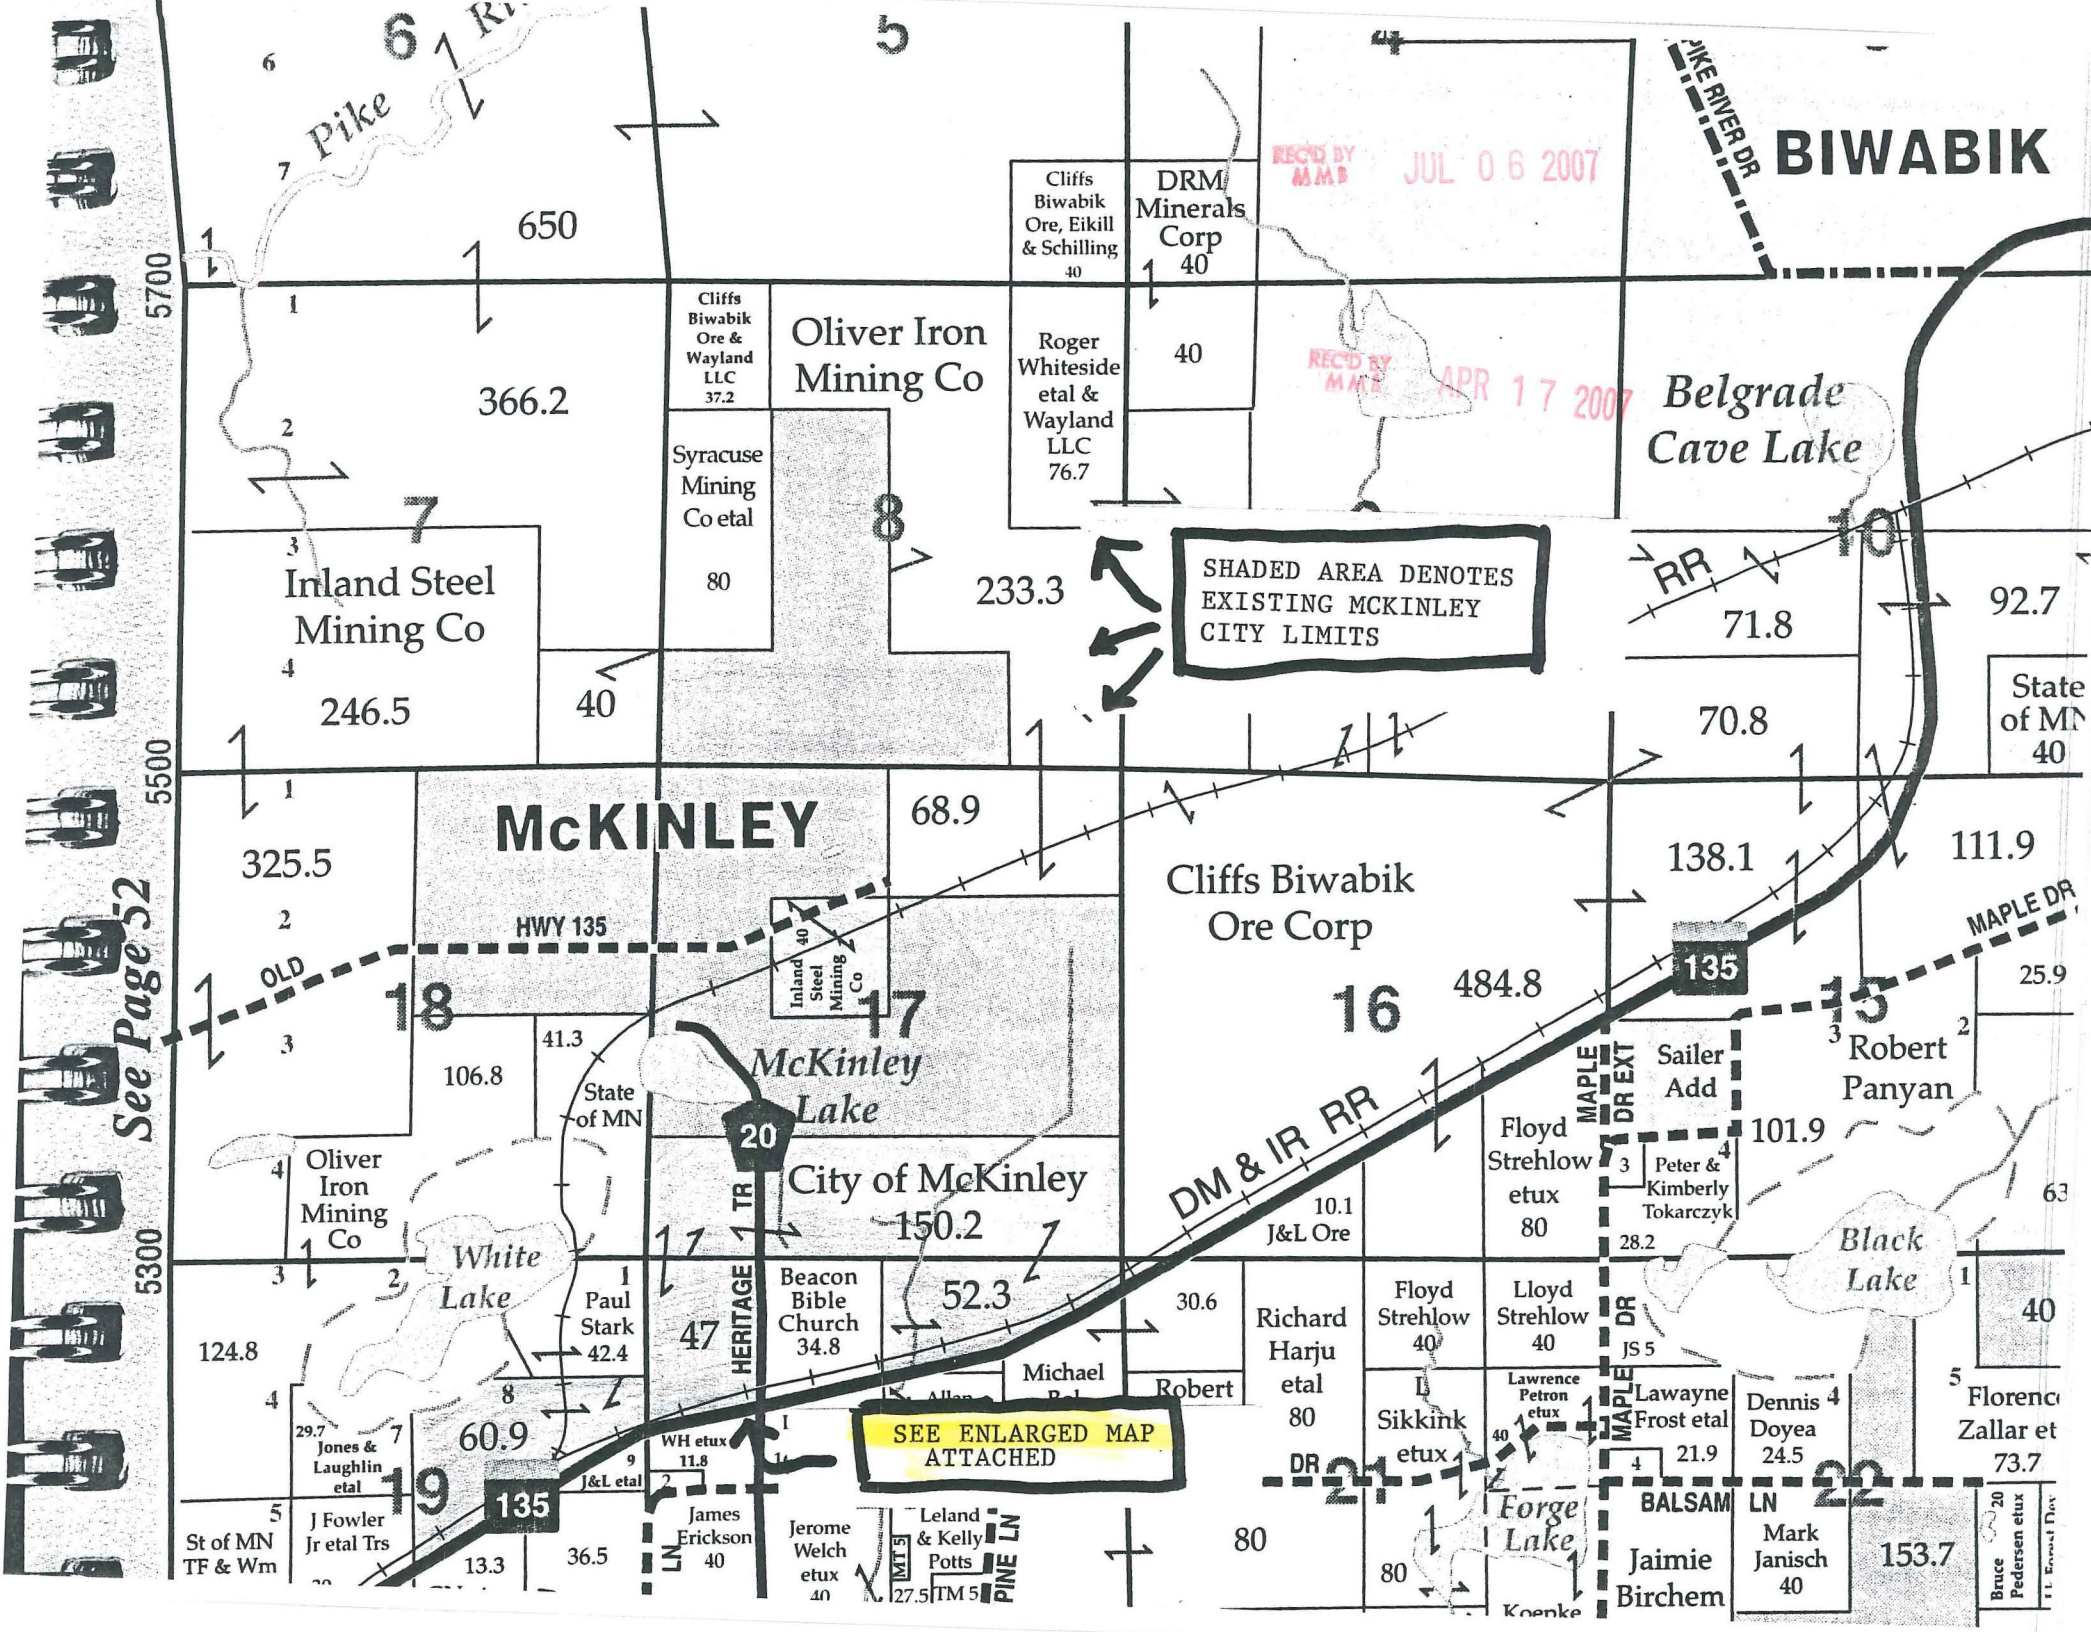 6
5
4
6
Pike
7
650
PIKE RIVER DR
BIWABIK
REC'D BY
MMB
JUL 06 2007
Cliffs
Biwabik
Ore, Eikill
& Schilling
40
DRM
Minerals
Corp
40
5700
1
366.2
2
7
Cliffs
Biwabik
Ore &
Wayland
LLC
37.2
Oliver Iron
Mining Co
Roger
Whiteside
etal &
Wayland
LLC
76.7
40
REC'D BY
MMB
APR 17 2007
Belgrade
Cave Lake
Syracuse
Mining
Co etal
80
8
233.3
3
Inland Steel
Mining Co
4
246.5
40
SHADED AREA DENOTES
EXISTING MCKINLEY
CITY LIMITS
10
RR
71.8
92.7
70.8
State
of MN
40
5500
See Page 52
5300
1
325.5
2
3
OLD
HWY 135
18
McKINLEY
68.9
Inland
Steel
Mining
Co
40
17
McKinley
Lake
Cliffs Biwabik
Ore Corp
484.8
16
138.1
111.9
135
MAPLE DR
15
25.9
106.8
41.3
State
of MN
20
City of McKinley
150.2
DM & IR RR
MAPLE
DR EXT
Sailer
Add
3
2
Robert
Panyan
101.9
Floyd
Strehlow
etux
80
10.1
J&L Ore
3
4
Peter &
Kimberly
Tokarczyk
28.2
63
Black
Lake
4
Oliver
Iron
Mining
Co
White
Lake
3
2
1
Paul
Stark
42.4
47
HERITAGE TR
Beacon
Bible
Church
34.8
52.3
30.6
Richard
Harju
etal
80
Floyd
Strehlow
40
Lloyd
Strehlow
40
MAPLE DR
JS 5
1
40
124.8
4
8
29.7
Jones &
Laughlin
etal
7
60.9
19
135
9
J&L etal
WH etux
11.8
2
Michael
Robert
SEE ENLARGED MAP
ATTACHED
DR
21
Sikkink
etux
Lawrence
Petron
etux
40
Lawayne
Frost etal
21.9
4
Dennis
Doyea
24.5
4
5
Florence
Zallar et
73.7
BALSAM LN
22
5
St of MN
TF & Wm
J Fowler
Jr etal Trs
13.3
36.5
LN
James
Erickson
40
Jerome
Welch
etux
40
MT 5
Leland
& Kelly
Potts
27.5
TM 5
PINE LN
80
80
Forge
Lake
Koepke
Jaimie
Birchem
Mark
Janisch
40
153.7
Bruce
Pedersen etux
20